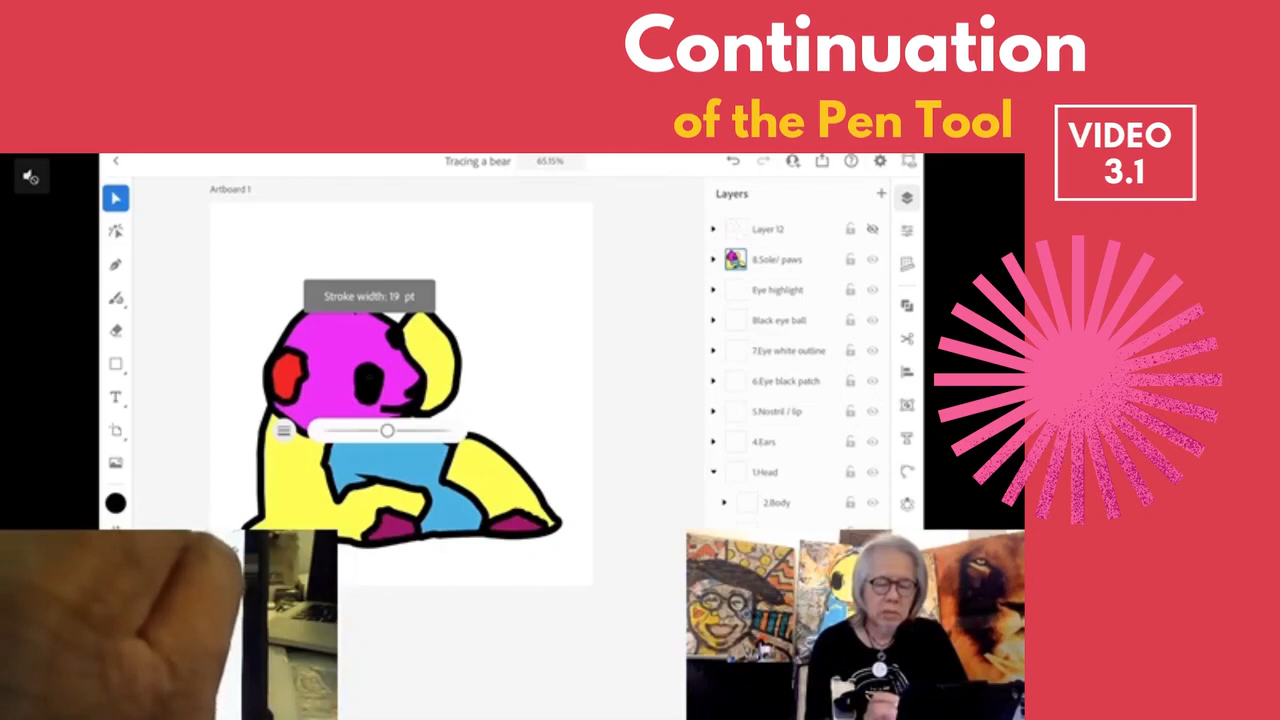 Continuation
of the Pen Tool
VIDEO
3.1
Tracing a bear
65.15%
Artboard 1
Layers
Layer 12
8.Sole/ paws
Eye highlight
Black eye ball
7.Eye white outline
6.Eye black patch
5.Nostril / lip
4.Ears
1.Head
2.Body
Stroke width: 19 pt
T